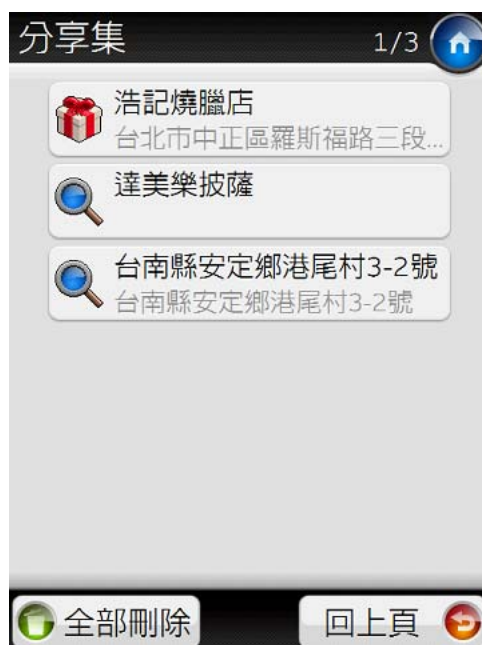 分享集 1/3
浩記燒臘店
台北市中正區羅斯福路三段...
達美樂披薩
台南縣安定鄉港尾村3-2號
台南縣安定鄉港尾村3-2號
全部刪除 回上頁